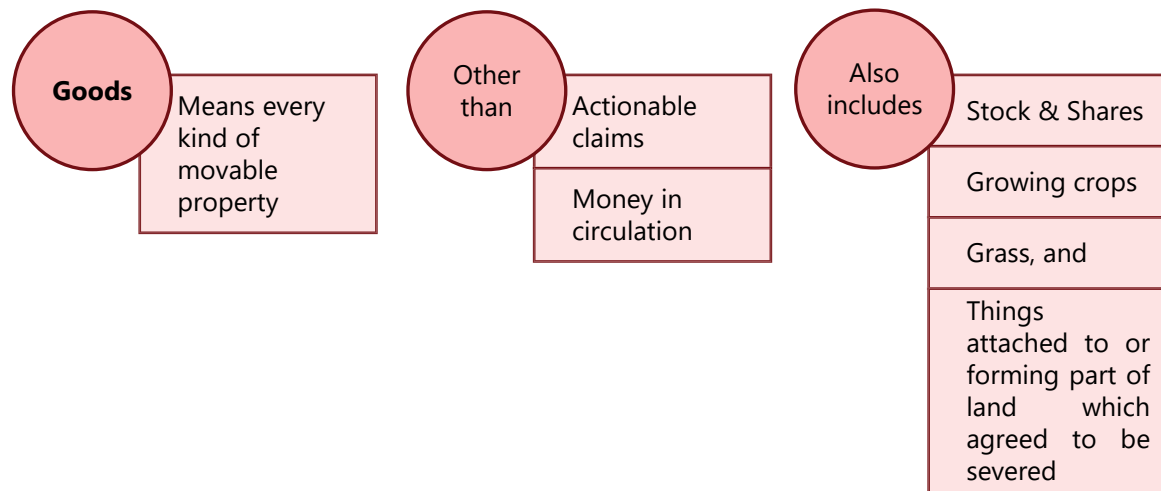 Goods
Means every
kind of
movable
property
Other
than
Actionable
claims
Money in
circulation
Also
includes
Stock & Shares
Growing crops
Grass, and
Things
attached to or
forming part of
land which
agreed to be
severed